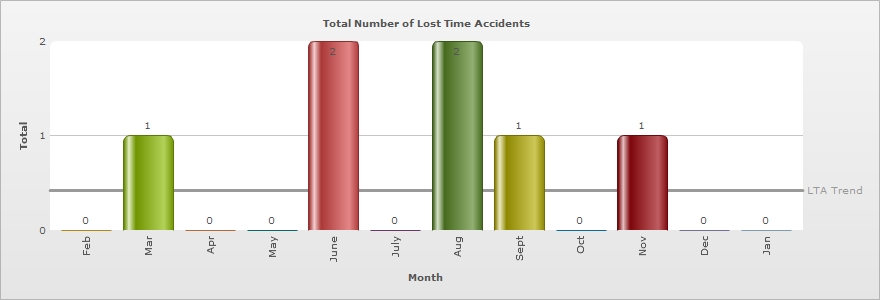 Total Number of Lost Time Accidents
Total
2
1
0
0
1
0
0
2
0
2
1
0
1
0
0
LTA Trend
Feb
Mar
Apr
May
June
July
Aug
Sept
Oct
Nov
Dec
Jan
Month